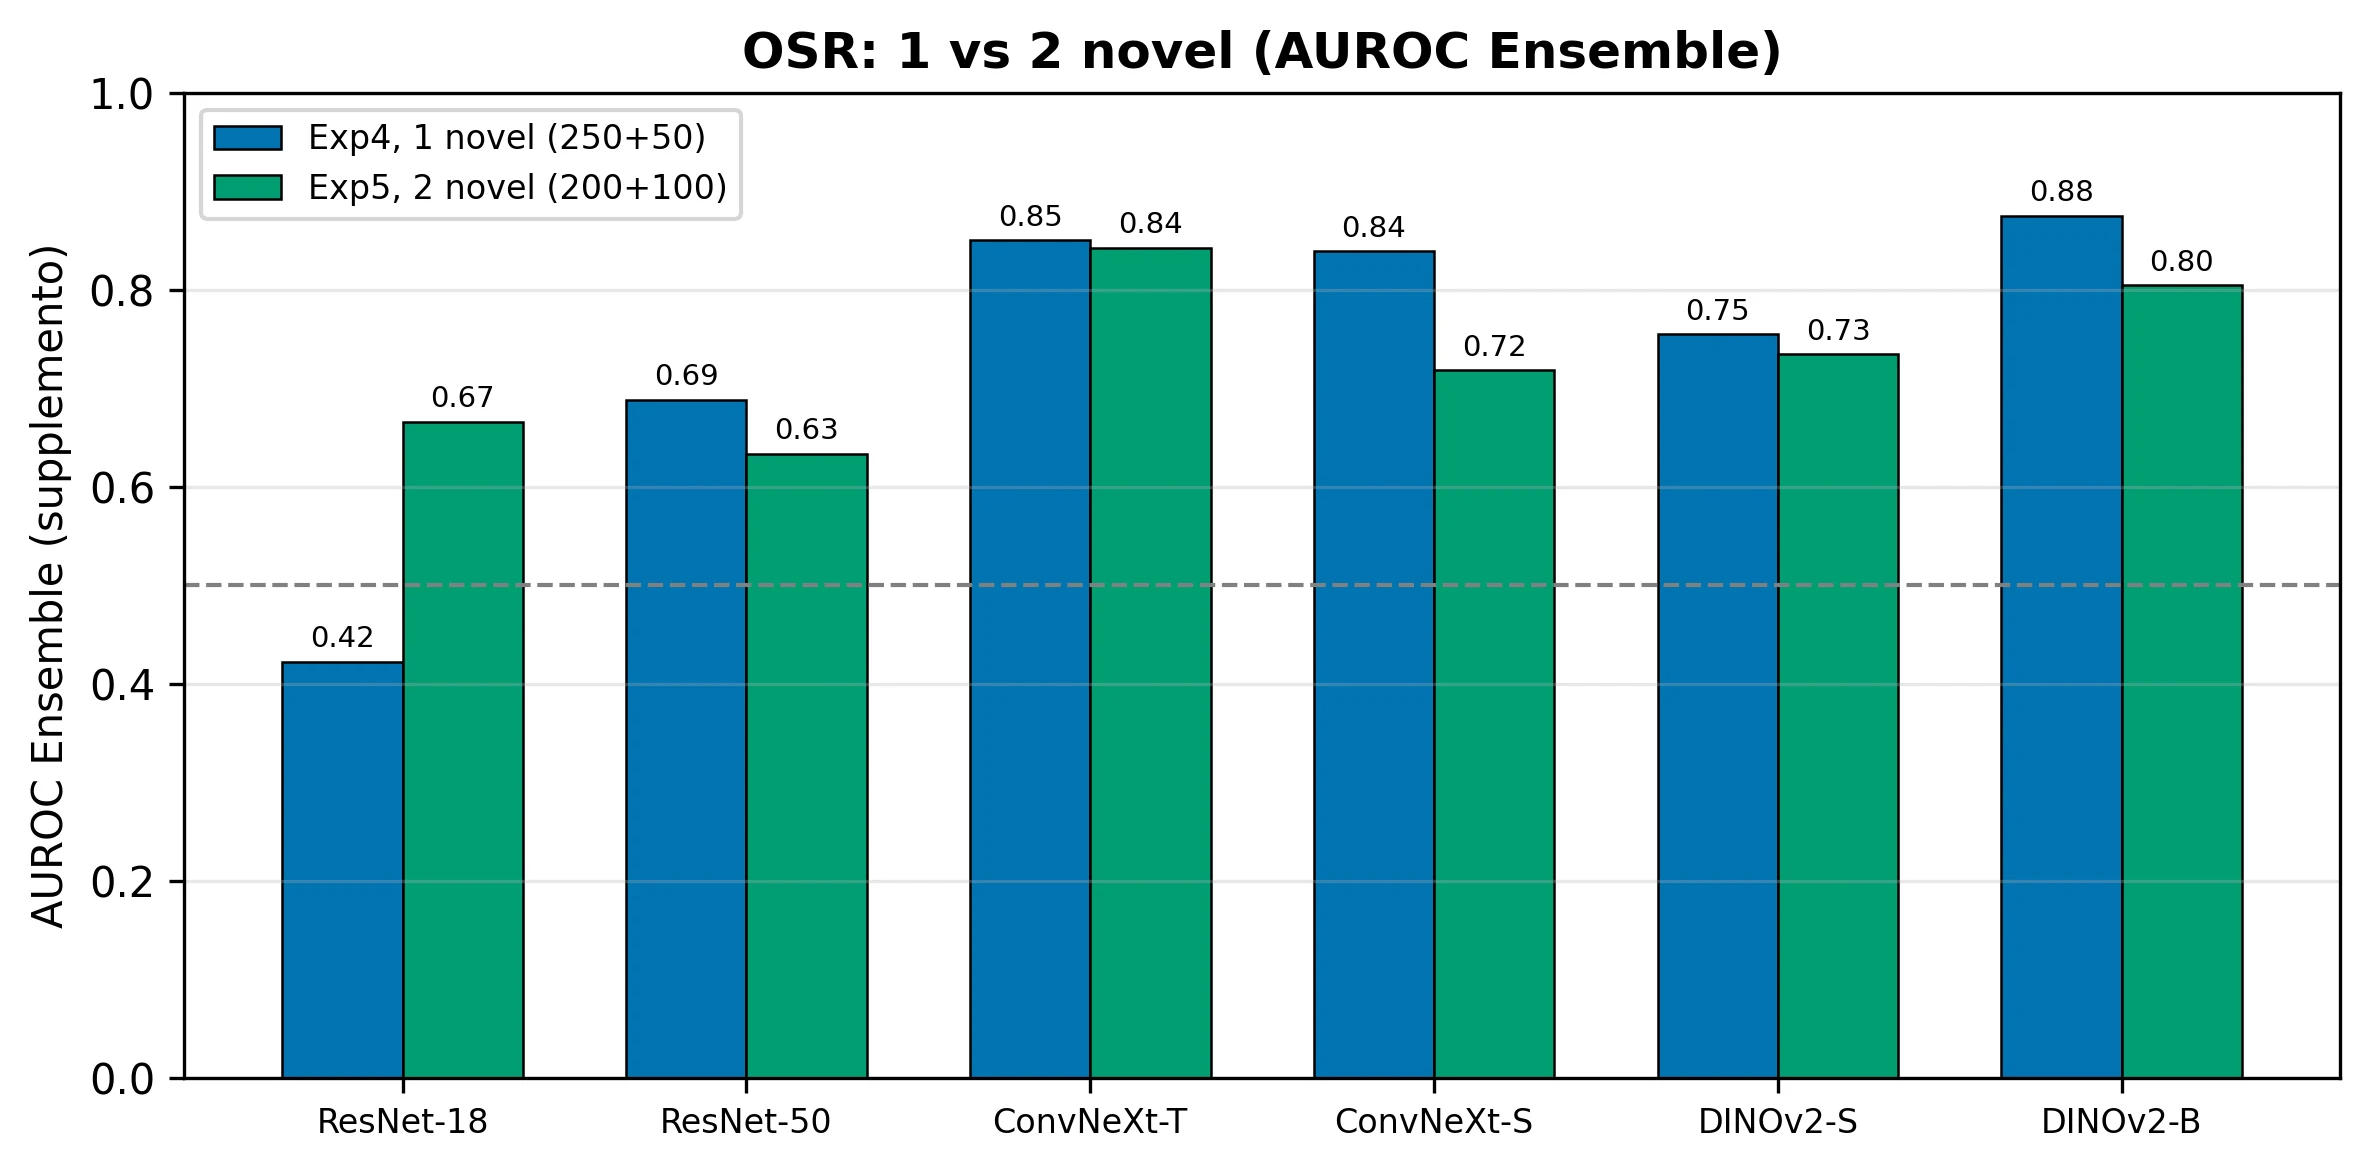 OSR: 1 vs 2 novel (AUROC Ensemble)
AUROC Ensemble (supplemento)
1.0
0.8
0.6
0.4
0.2
0.0
Exp4, 1 novel (250+50)
Exp5, 2 novel (200+100)
0.42
0.67
0.69
0.63
0.85
0.84
0.84
0.72
0.75
0.73
0.88
0.80
ResNet-18
ResNet-50
ConvNeXt-T
ConvNeXt-S
DINOv2-S
DINOv2-B